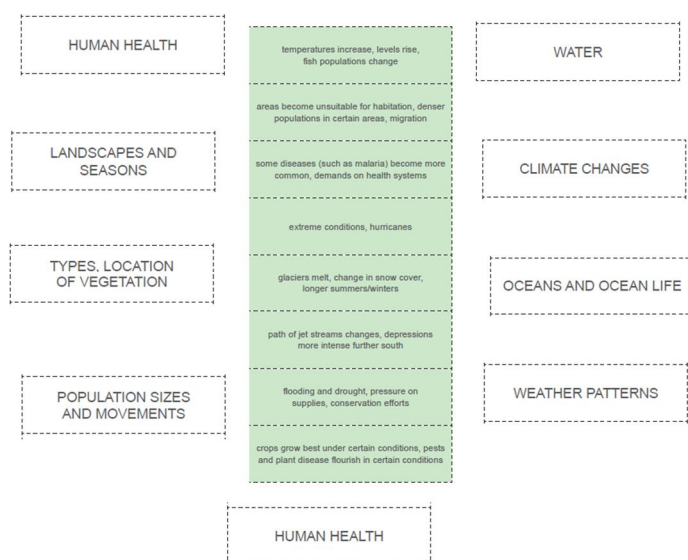 HUMAN HEALTH
LANDSCAPES AND
SEASONS
TYPES, LOCATION
OF VEGETATION
POPULATION SIZES
AND MOVEMENTS
temperatures increase, levels rise,
fish populations change
areas become unsuitable for habitation, denser
populations in certain areas, migration
some diseases (such as malaria) become more
common, demands on health systems
extreme conditions, hurricanes
glaciers melt, change in snow cover,
longer summers/winters
path of jet streams changes, depressions
more intense further south
flooding and drought, pressure on
supplies, conservation efforts
crops grow best under certain conditions, pests
and plant disease flourish in certain conditions
WATER
CLIMATE CHANGES
OCEANS AND OCEAN LIFE
WEATHER PATTERNS
HUMAN HEALTH